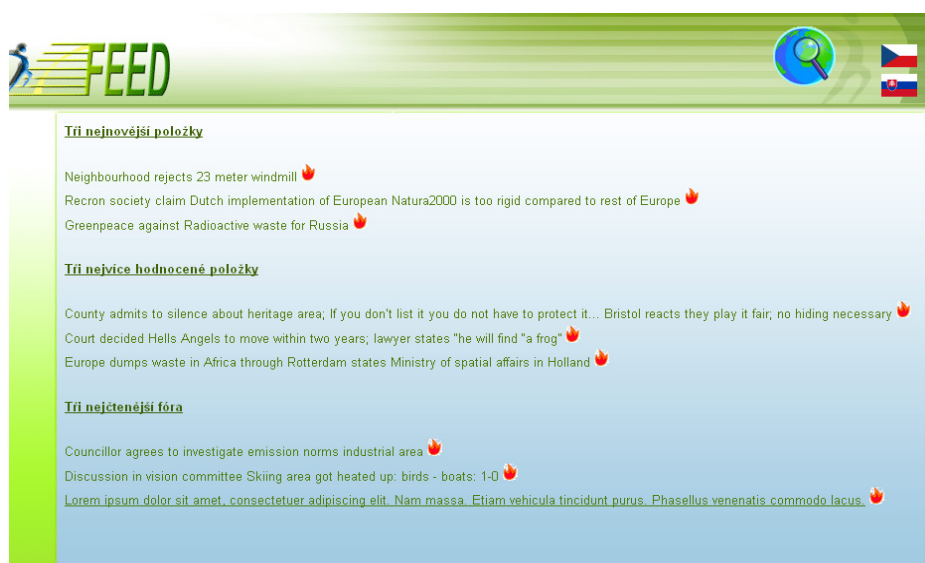 FEED
Tři nejnovější položky
Neighbourhood rejects 23 meter windmill
Recron society claim Dutch implementation of European Natura2000 is too rigid compared to rest of Europe
Greenpeace against Radioactive waste for Russia
Tři nejvíce hodnocené položky
County admits to silence about heritage area; If you don't list it you do not have to protect it... Bristol reacts they play it fair; no hiding necessary
Court decided Hells Angels to move within two years; lawyer states "he will find "a frog"
Europe dumps waste in Africa through Rotterdam states Ministry of spatial affairs in Holland
Tři nejčtenější fóra
Councillor agrees to investigate emission norms industrial area
Discussion in vision committee Skiing area got heated up: birds - boats: 1-0
Lorem ipsum dolor sit amet, consectetuer adipiscing elit. Nam massa. Etiam vehicula tincidunt purus. Phasellus venenatis commodo lacus.